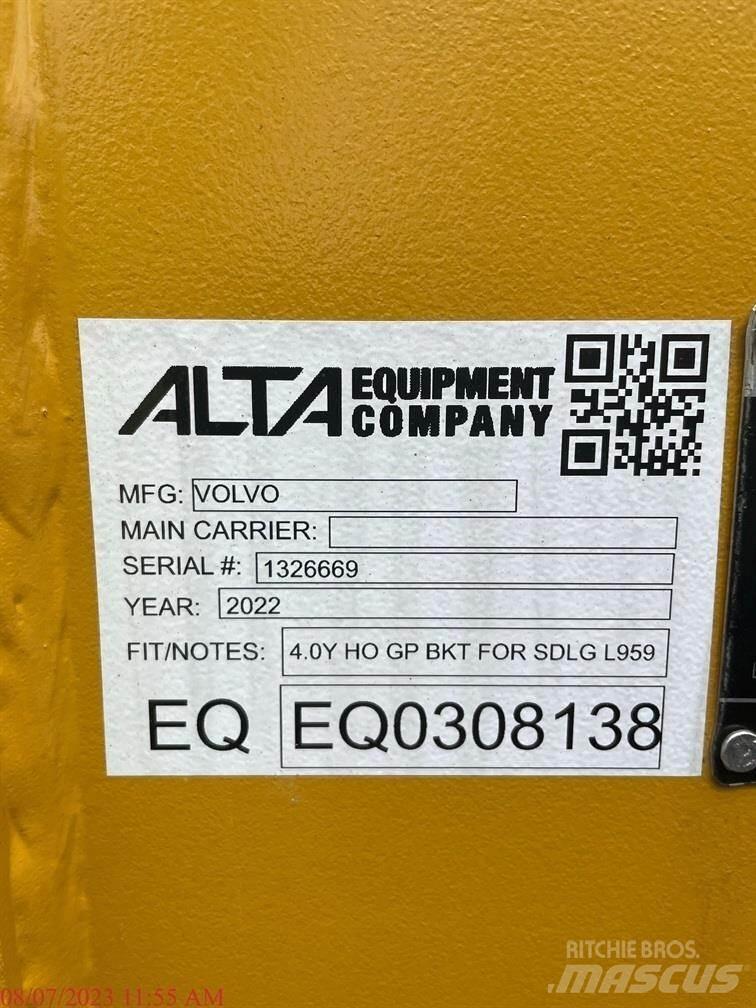 ALTA EQUIPMENT
COMPANY
MFG: VOLVO
MAIN CARRIER:
SERIAL #: 1326669
YEAR: 2022
FIT/NOTES: 4.0Y HO GP BKT FOR SDLG L959
EQ EQ0308138
RITCHIE BROS.
MASCUS
08/07/2023 11:55 AM